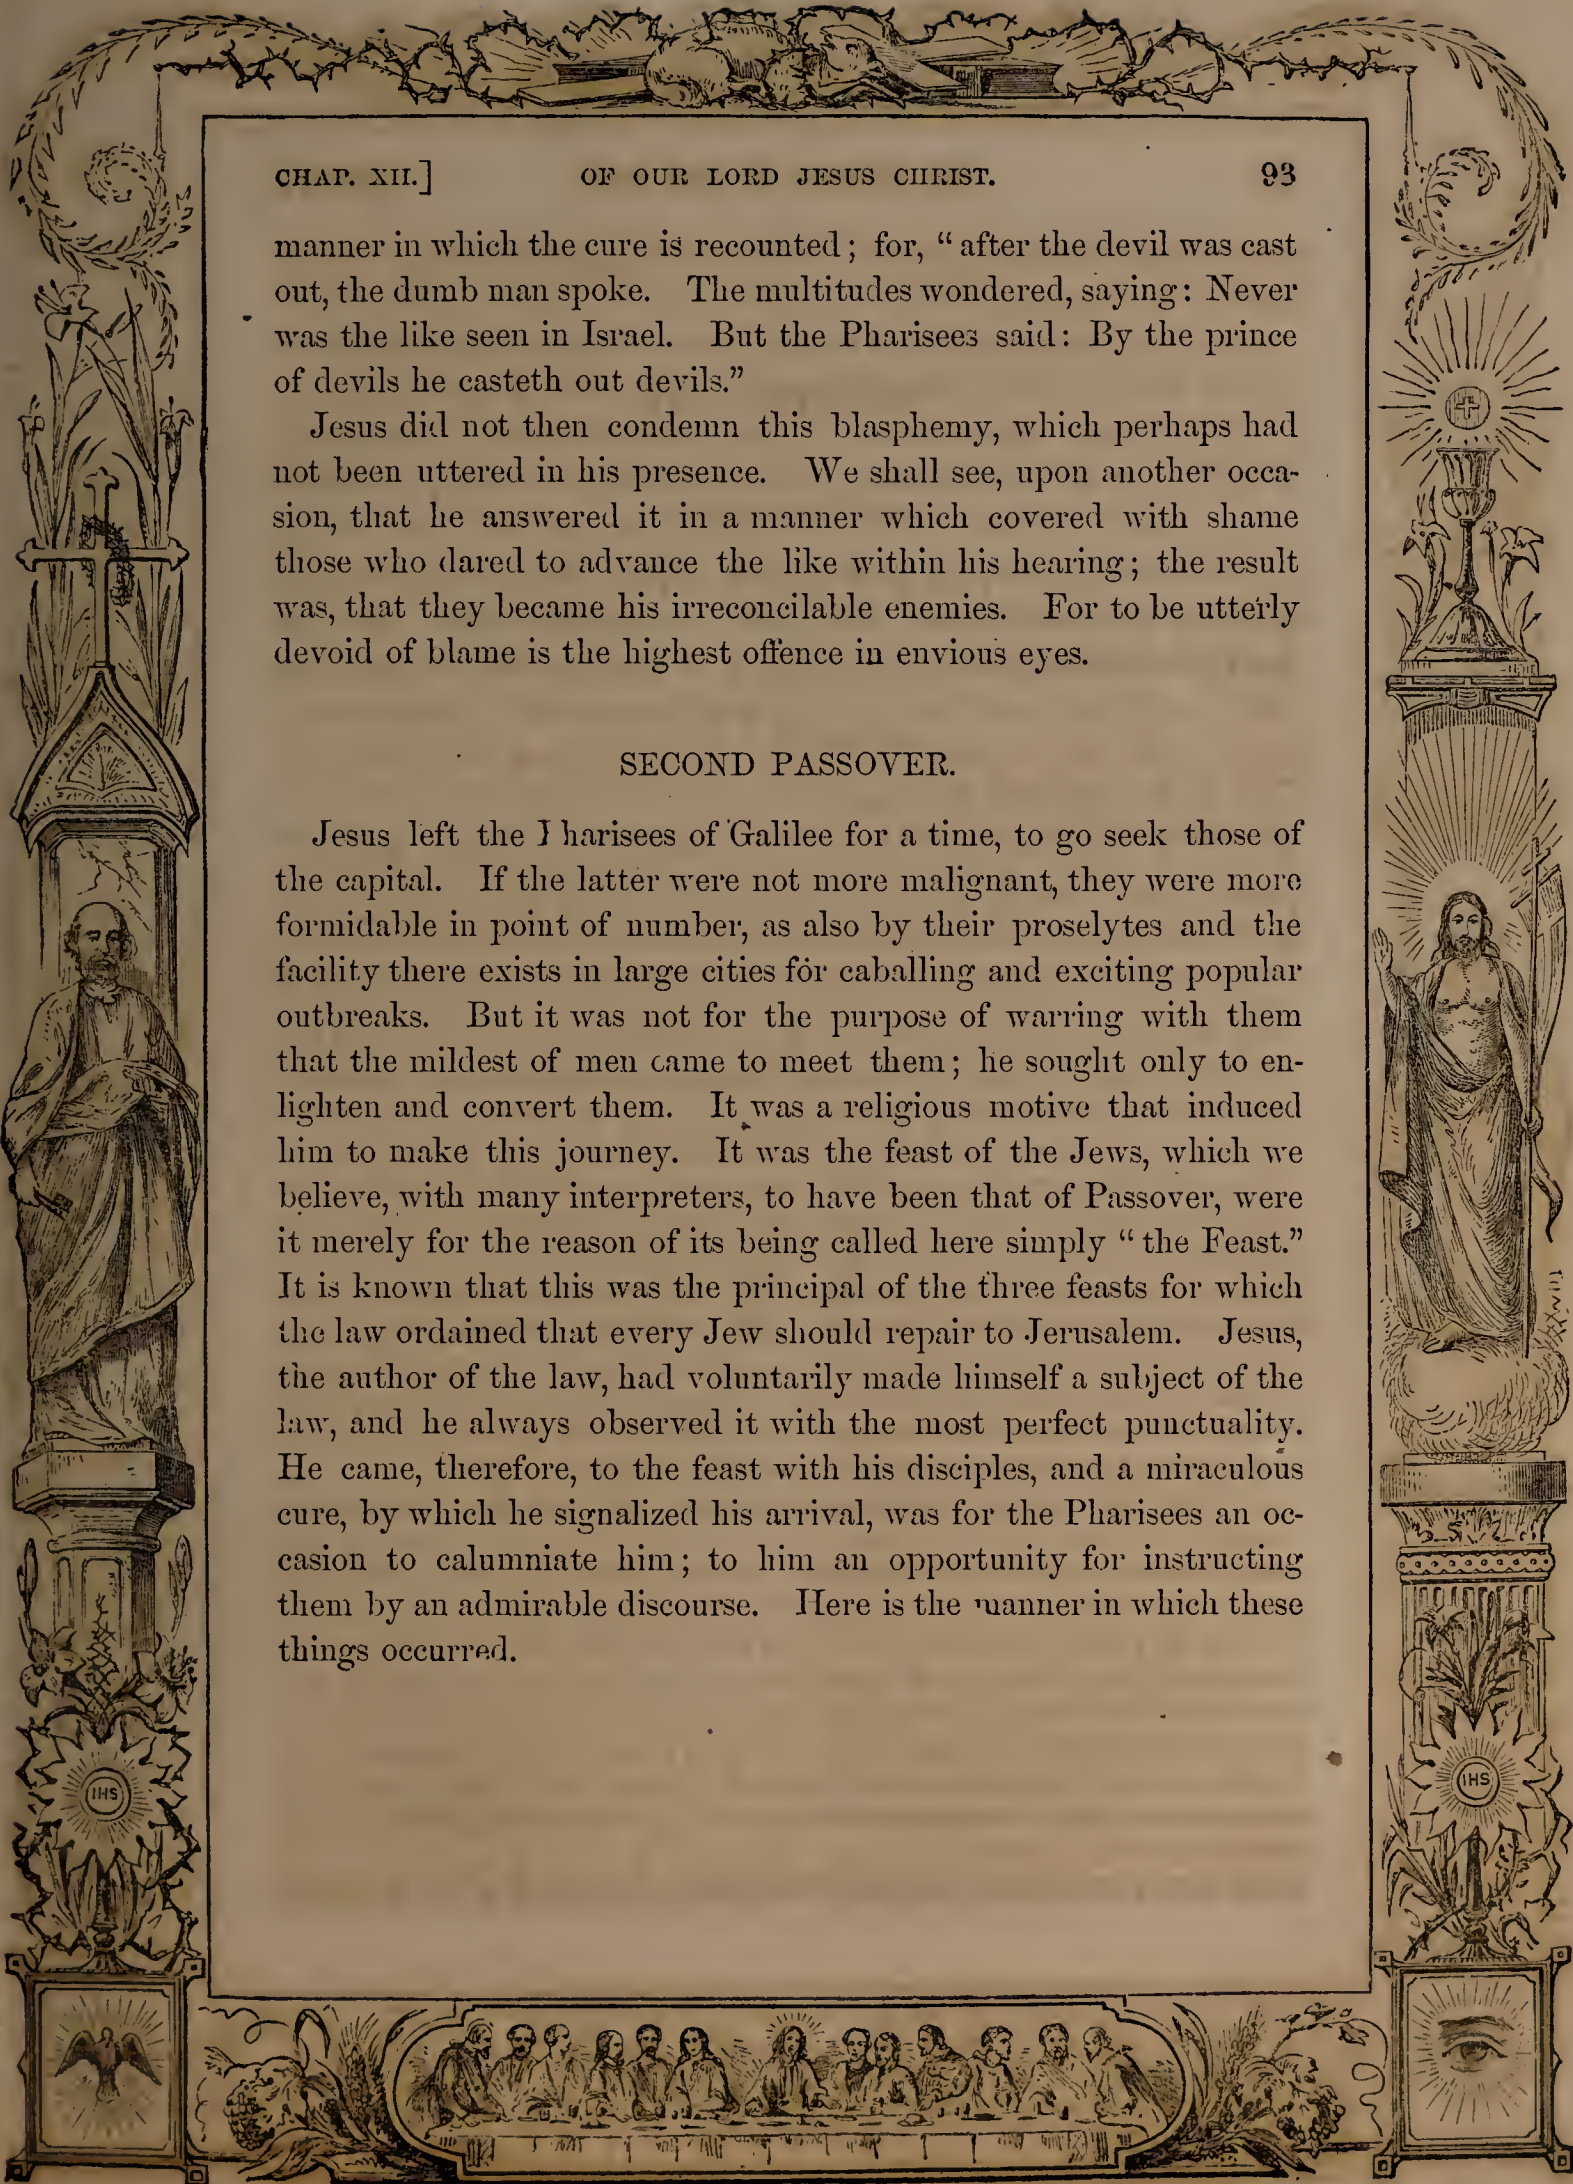 CHAP. XII.] OF OUR LORD JESUS CHRIST. 93
manner in which the cure is recounted; for, “after the devil was cast
out, the dumb man spoke. The multitudes wondered, saying: Never
was the like seen in Israel. But the Pharisees said: By the prince
of devils he casteth out devils.”
Jesus did not then condemn this blasphemy, which perhaps had
not been uttered in his presence. We shall see, upon another occa-
sion, that he answered it in a manner which covered with shame
those who dared to advance the like within his hearing; the result
was, that they became his irreconcilable enemies. For to be utterly
devoid of blame is the highest offence in envious eyes.
SECOND PASSOVER.
Jesus left the Pharisees of Galilee for a time, to go seek those of
the capital. If the latter were not more malignant, they were more
formidable in point of number, as also by their proselytes and the
facility there exists in large cities for caballing and exciting popular
outbreaks. But it was not for the purpose of warring with them
that the mildest of men came to meet them; he sought only to en-
lighten and convert them. It was a religious motive that induced
him to make this journey. It was the feast of the Jews, which we
believe, with many interpreters, to have been that of Passover, were
it merely for the reason of its being called here simply “the Feast.”
It is known that this was the principal of the three feasts for which
the law ordained that every Jew should repair to Jerusalem. Jesus,
the author of the law, had voluntarily made himself a subject of the
law, and he always observed it with the most perfect punctuality.
He came, therefore, to the feast with his disciples, and a miraculous
cure, by which he signalized his arrival, was for the Pharisees an oc-
casion to calumniate him; to him an opportunity for instructing
them by an admirable discourse. Here is the manner in which these
things occurred.
IHS
IHS